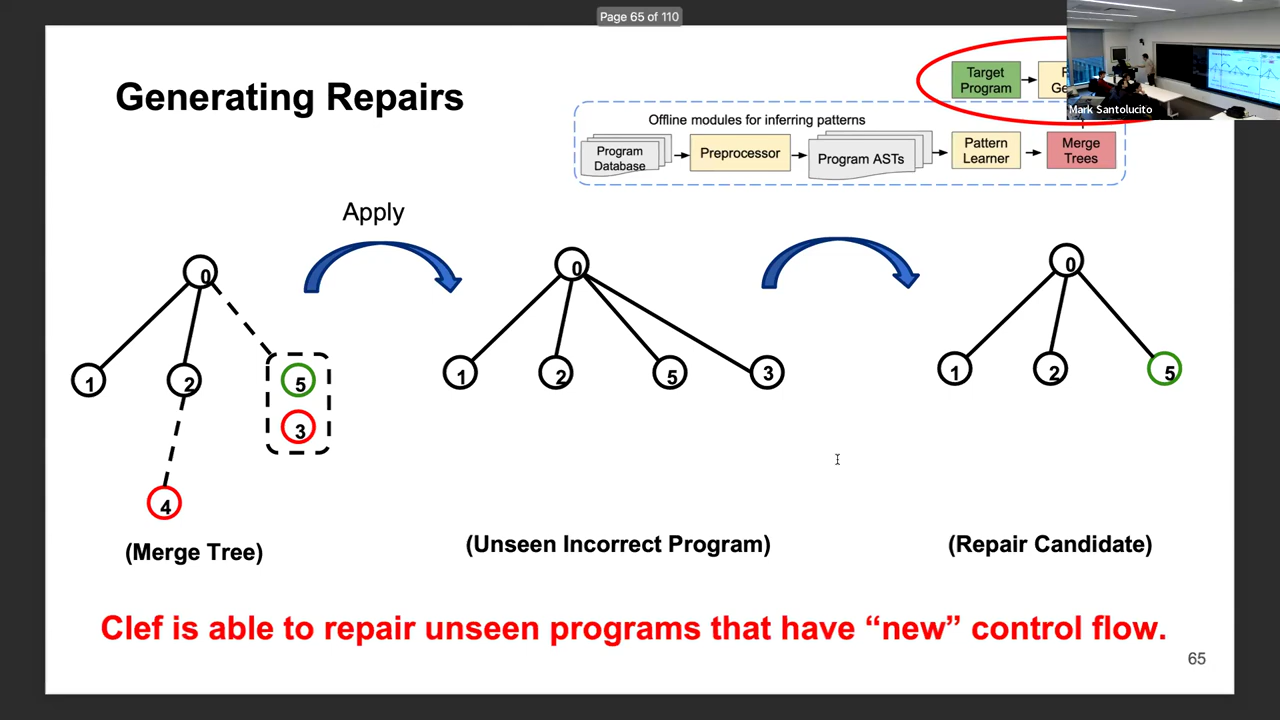 Page 65 of 110
Generating Repairs
Target
Program
Mark Santolucito
Offline modules for inferring patterns
Program
Database
Preprocessor
Program ASTs
Pattern
Learner
Merge
Trees
Apply
0
1
2
5
3
4
0
1
2
5
3
0
1
2
5
(Merge Tree)
(Unseen Incorrect Program)
(Repair Candidate)
Clef is able to repair unseen programs that have “new” control flow.
65